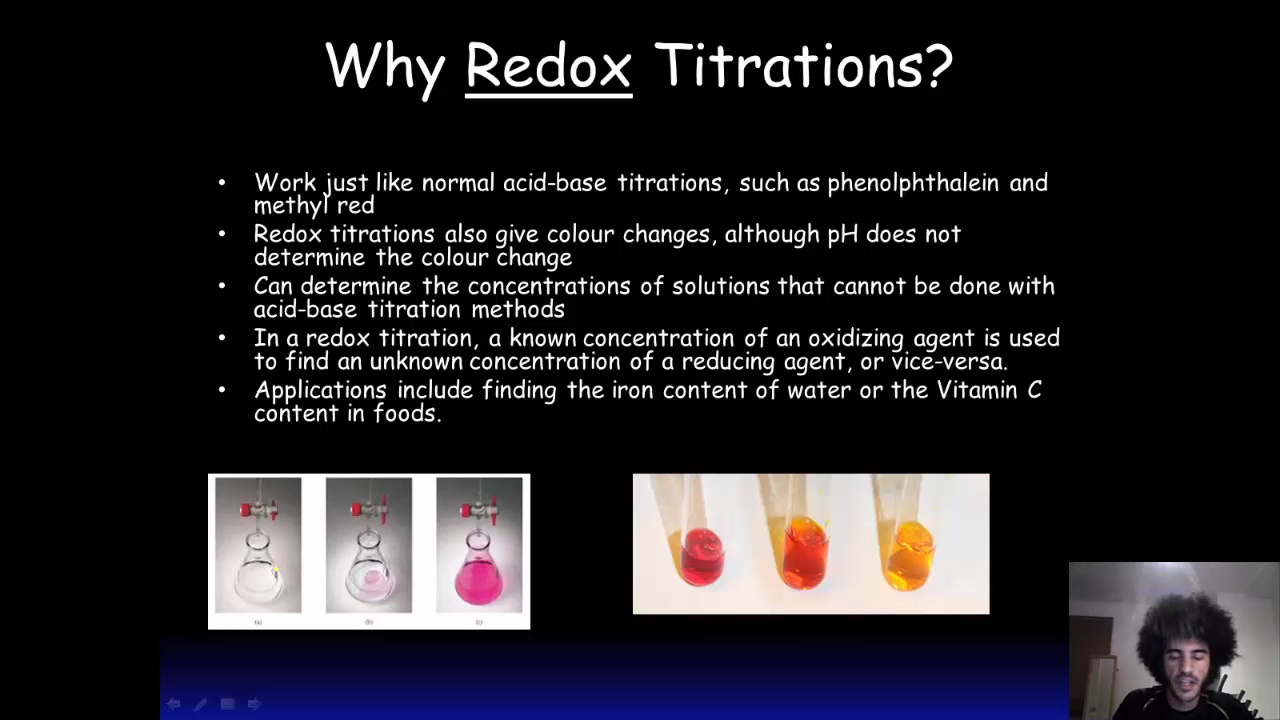 Why Redox Titrations?
• Work just like normal acid-base titrations, such as phenolphthalein and
methyl red
• Redox titrations also give colour changes, although pH does not
determine the colour change
• Can determine the concentrations of solutions that cannot be done with
acid-base titration methods
• In a redox titration, a known concentration of an oxidizing agent is used
to find an unknown concentration of a reducing agent, or vice-versa.
• Applications include finding the iron content of water or the Vitamin C
content in foods.
(a) (b) (c)